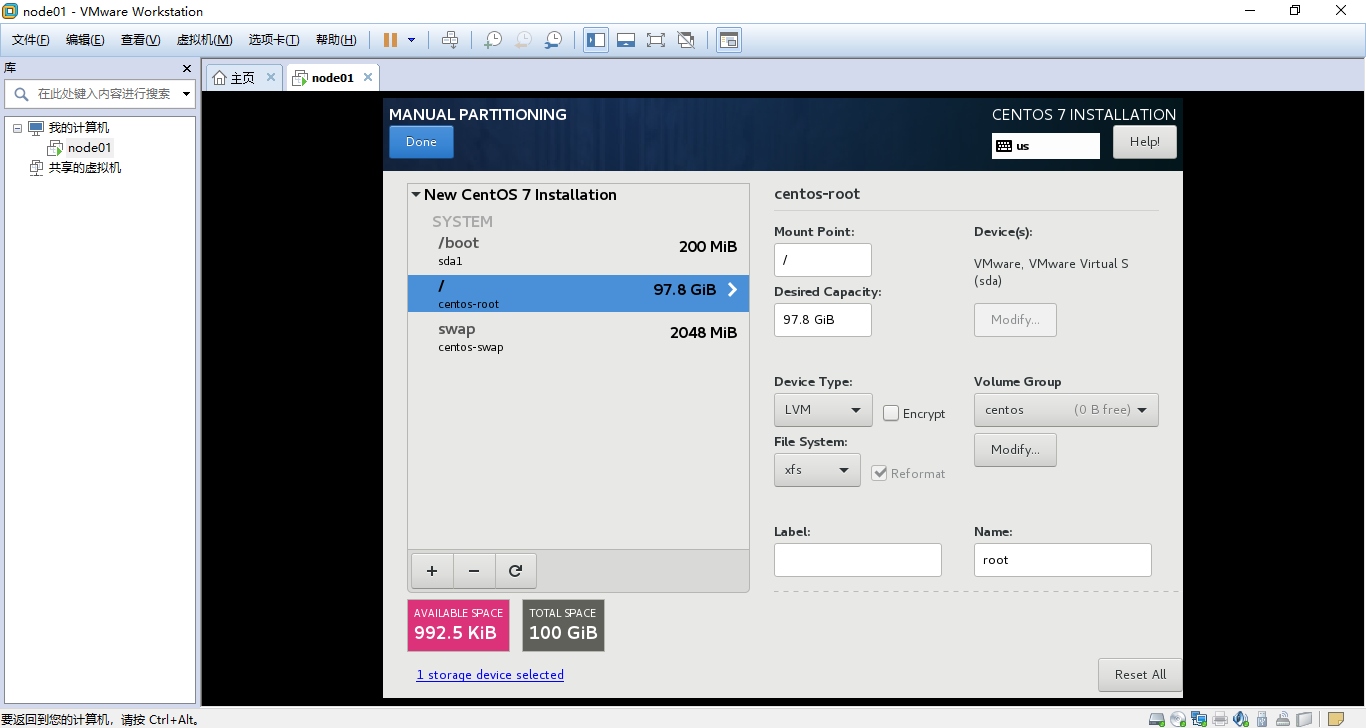 node01 - VMware Workstation
文件(F) 编辑(E) 查看(V) 虚拟机(M) 选项卡(T) 帮助(H)
库
在此处键入内容进行搜索
我的计算机
node01
共享的虚拟机
主页 node01
MANUAL PARTITIONING
Done
CENTOS 7 INSTALLATION
us
Help!
New CentOS 7 Installation
SYSTEM
/boot 200 MiB
sda1
/ 97.8 GiB
centos-root
swap 2048 MiB
centos-swap
+ −
AVAILABLE SPACE
992.5 KiB
TOTAL SPACE
100 GiB
1 storage device selected
centos-root
Mount Point:
/
Device(s):
VMware, VMware Virtual S
(sda)
Desired Capacity:
97.8 GiB
Modify...
Device Type:
LVM
Encrypt
Volume Group
centos (0 B free)
File System:
xfs
Reformat
Modify...
Label:
Name:
root
Reset All
要返回到您的计算机，请按 Ctrl+Alt。